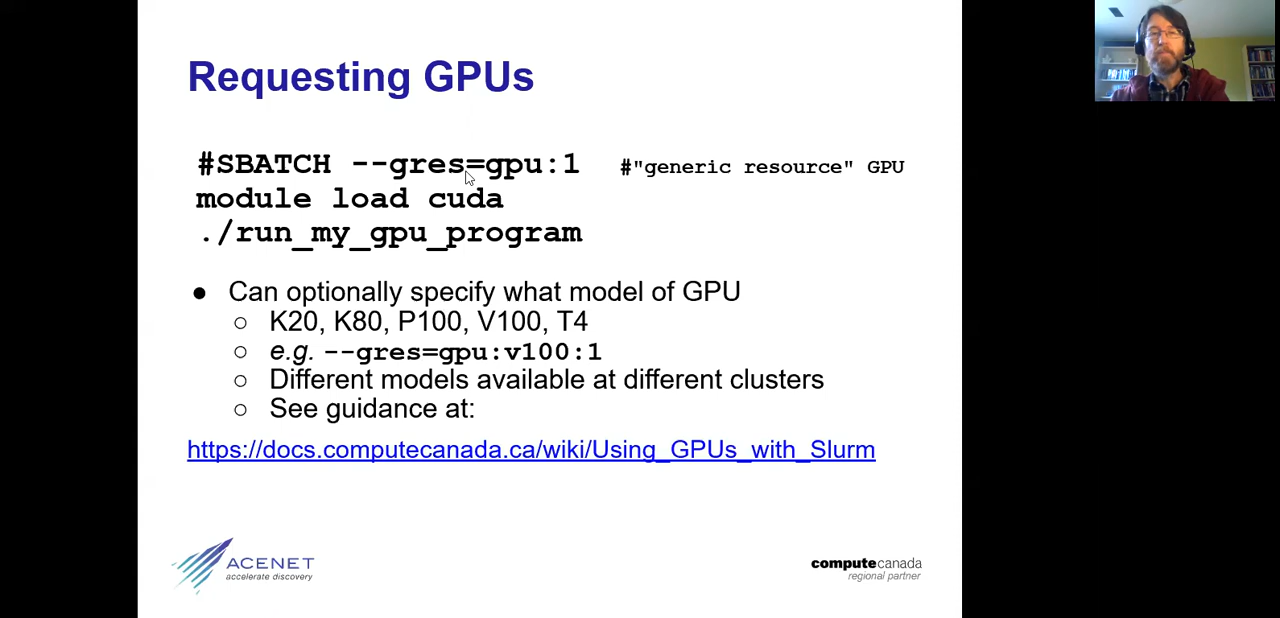 Requesting GPUs
#SBATCH --gres=gpu:1 #"generic resource" GPU
module load cuda
./run_my_gpu_program
● Can optionally specify what model of GPU
○ K20, K80, P100, V100, T4
○ e.g. --gres=gpu:v100:1
○ Different models available at different clusters
○ See guidance at:
https://docs.computecanada.ca/wiki/Using_GPUs_with_Slurm
ACENET
accelerate discovery
computecanada
regional partner